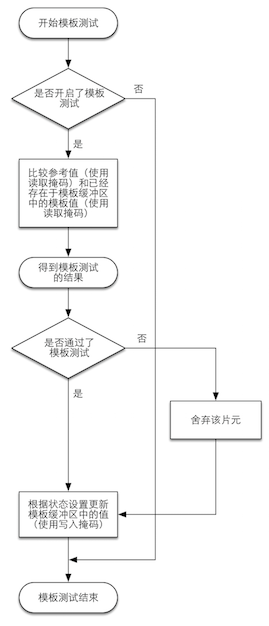 开始模板测试
否
是否开启了模板
测试
是
比较参考值（使用
读取掩码）和已经
存在于模板缓冲区
中的模板值（使用
读取掩码）
得到模板测试
的结果
否
是否通过了
模板测试
是
舍弃该片元
根据状态设置更新
模板缓冲区中的值
（使用写入掩码）
模板测试结束